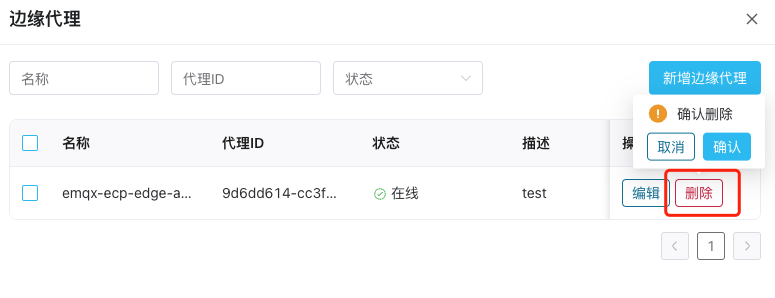 边缘代理
名称 代理ID 状态 新增边缘代理
确认删除
取消 确认
名称 代理ID 状态 描述 操
emqx-ecp-edge-a... 9d6dd614-cc3f... 在线 test 编辑 删除
1